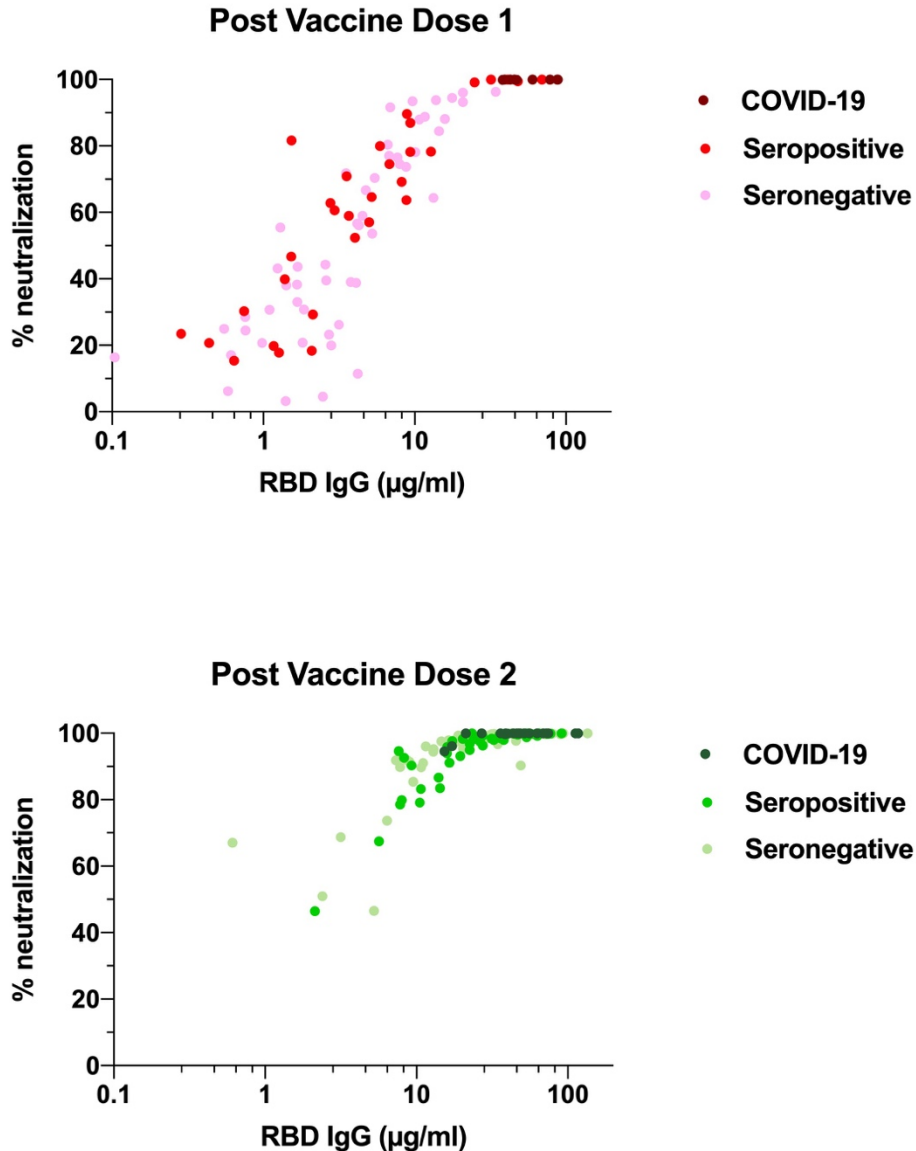 Post Vaccine Dose 1
% neutralization
100
80
60
40
20
0
0.1 1 10 100
RBD IgG (µg/ml)
COVID-19
Seropositive
Seronegative
Post Vaccine Dose 2
% neutralization
100
80
60
40
20
0
0.1 1 10 100
RBD IgG (µg/ml)
COVID-19
Seropositive
Seronegative